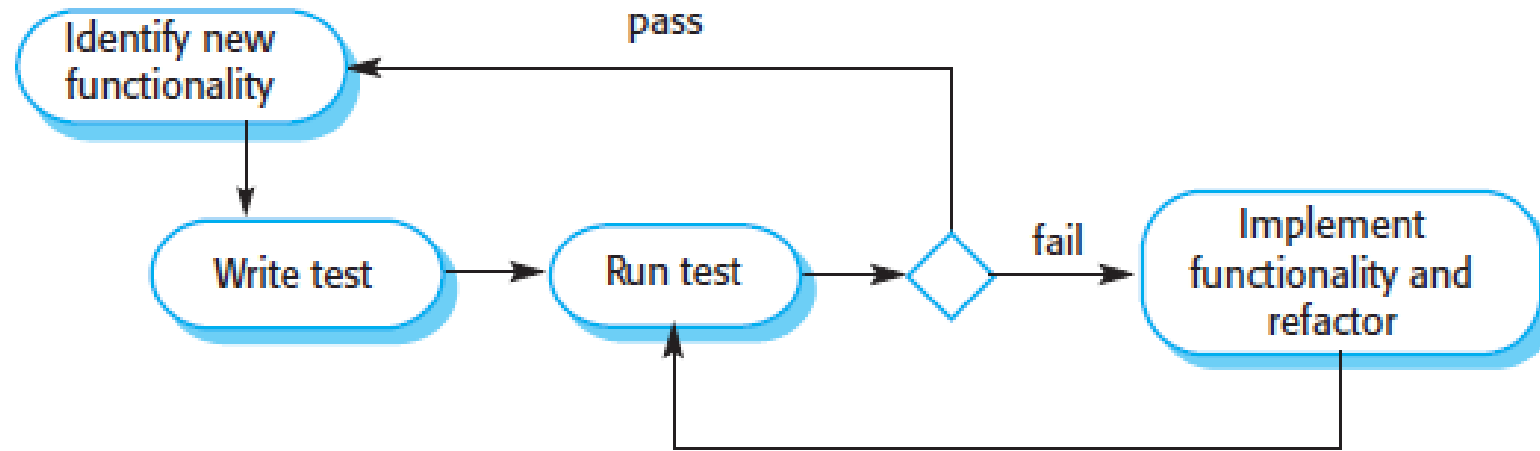 pass
Identify new
functionality
Write test
Run test
fail
Implement
functionality and
refactor